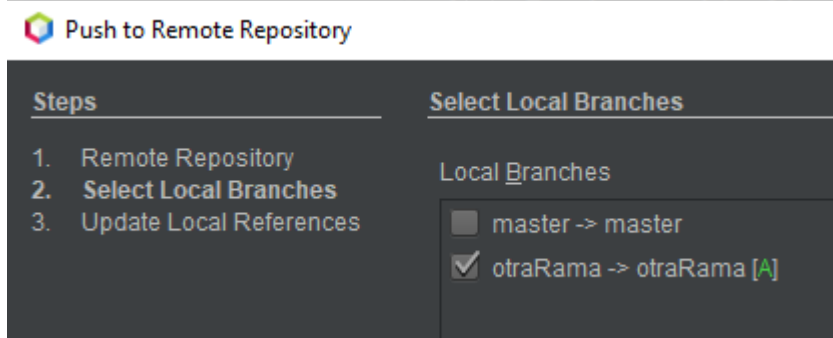 Push to Remote Repository
Steps
1. Remote Repository
2. Select Local Branches
3. Update Local References
Select Local Branches
Local Branches
master -> master
otraRama -> otraRama [A]